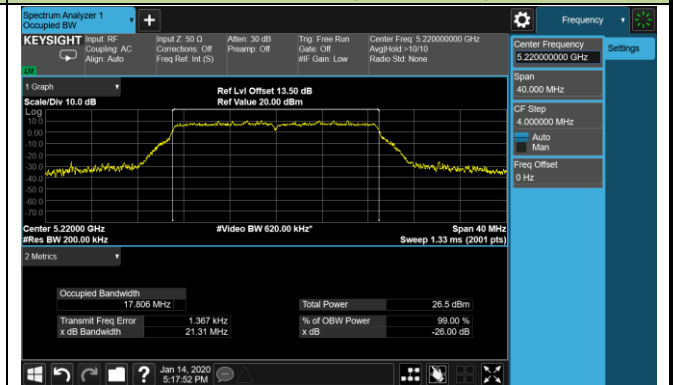 Spectrum Analyzer 1
Occupied BW
Frequency
KEYSIGHT
Input: RF
Coupling: AC
Align: Auto
Input Z: 50 Ω
Corrections: Off
Freq Ref: Int (S)
Atten: 30 dB
Preamp: Off
Trig: Free Run
Gate: Off
#IF Gain: Low
Center Freq: 5.220000000 GHz
Avg|Hold:>10/10
Radio Std: None
Center Frequency
5.220000000 GHz
Settings
Span
40.000 MHz
CF Step
4.000000 MHz
Auto
Man
Freq Offset
0 Hz
1 Graph
Scale/Div 10.0 dB
Ref Lvl Offset 13.50 dB
Ref Value 20.00 dBm
Log
10.0
0.00
-10.0
-20.0
-30.0
-40.0
-50.0
-60.0
-70.0
Center 5.22000 GHz
#Video BW 620.00 kHz*
Span 40 MHz
#Res BW 200.00 kHz
Sweep 1.33 ms (2001 pts)
2 Metrics
Occupied Bandwidth
17.806 MHz
Total Power
26.5 dBm
Transmit Freq Error
1.367 kHz
% of OBW Power
99.00 %
x dB Bandwidth
21.31 MHz
x dB
-26.00 dB
Jan 14, 2020
5:17:52 PM